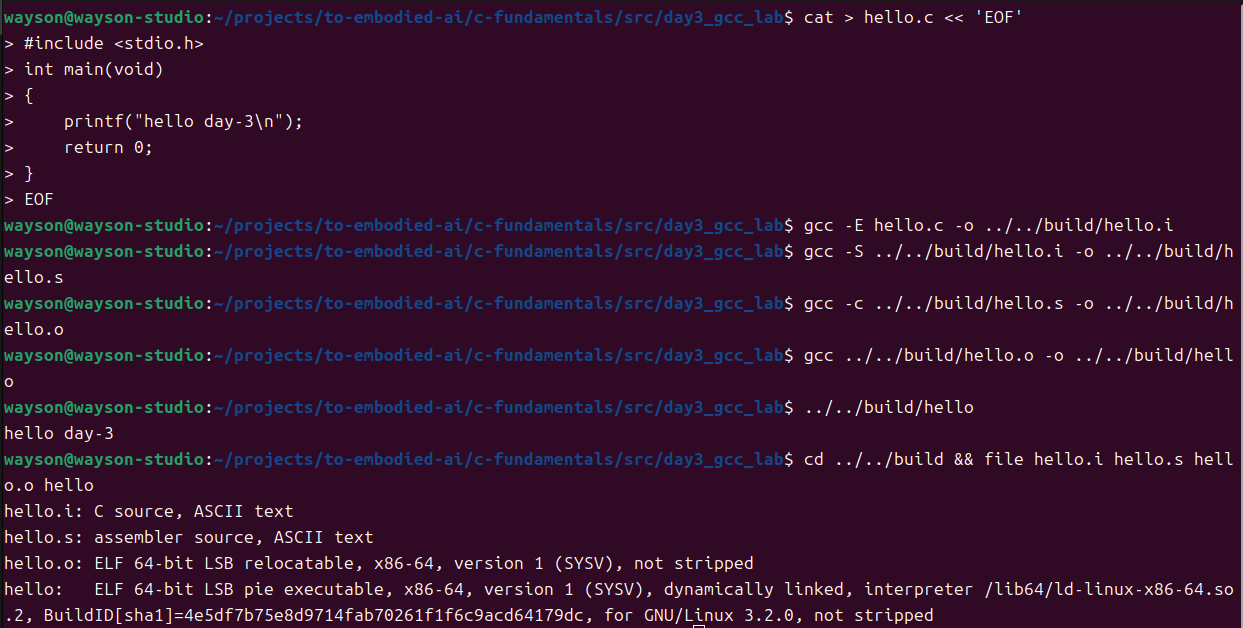 wayson@wayson-studio:~/projects/to-embodied-ai/c-fundamentals/src/day3_gcc_lab$ cat > hello.c << 'EOF'
> #include <stdio.h>
> int main(void)
> {
>     printf("hello day-3\n");
>     return 0;
> }
> EOF
wayson@wayson-studio:~/projects/to-embodied-ai/c-fundamentals/src/day3_gcc_lab$ gcc -E hello.c -o ../../build/hello.i
wayson@wayson-studio:~/projects/to-embodied-ai/c-fundamentals/src/day3_gcc_lab$ gcc -S ../../build/hello.i -o ../../build/h
ello.s
wayson@wayson-studio:~/projects/to-embodied-ai/c-fundamentals/src/day3_gcc_lab$ gcc -c ../../build/hello.s -o ../../build/h
ello.o
wayson@wayson-studio:~/projects/to-embodied-ai/c-fundamentals/src/day3_gcc_lab$ gcc ../../build/hello.o -o ../../build/hell
o
wayson@wayson-studio:~/projects/to-embodied-ai/c-fundamentals/src/day3_gcc_lab$ ../../build/hello
hello day-3
wayson@wayson-studio:~/projects/to-embodied-ai/c-fundamentals/src/day3_gcc_lab$ cd ../../build && file hello.i hello.s hell
o.o hello
hello.i: C source, ASCII text
hello.s: assembler source, ASCII text
hello.o: ELF 64-bit LSB relocatable, x86-64, version 1 (SYSV), not stripped
hello:   ELF 64-bit LSB pie executable, x86-64, version 1 (SYSV), dynamically linked, interpreter /lib64/ld-linux-x86-64.so
.2, BuildID[sha1]=4e5df7b75e8d9714fab70261f1f6c9acd64179dc, for GNU/Linux 3.2.0, not stripped